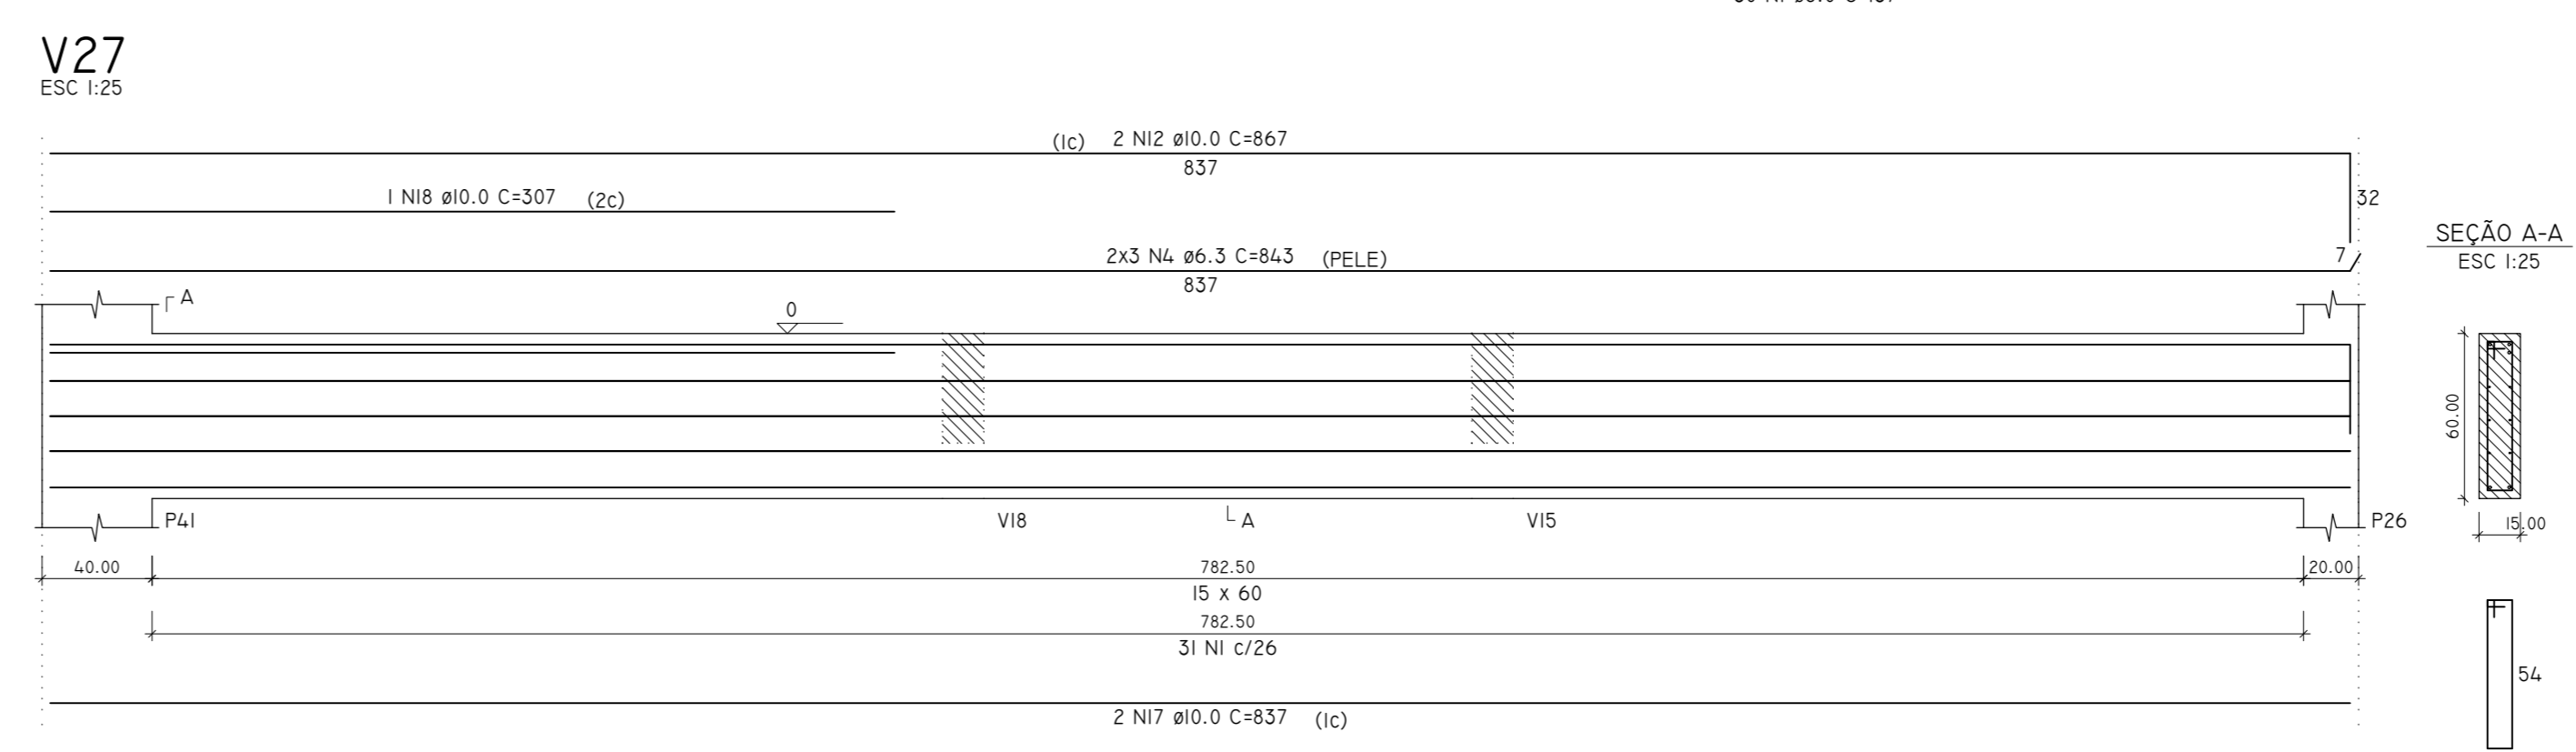 V27
ESC 1:25
(1c) 2 N12 ø10.0 C=867
837
1 N18 ø10.0 C=307 (2c)
32
2x3 N4 ø6.3 C=843 (PELE)
7
837
SEÇÃO A-A
ESC 1:25
A
0
60.00
15.00
P41
V18
A
V15
P26
40.00
782.50
20.00
15 x 60
782.50
31 N1 c/26
54
2 N17 ø10.0 C=837 (1c)